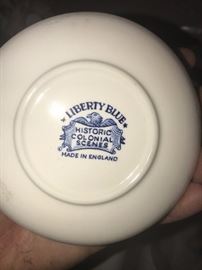 LIBERTY BLUE
HISTORIC
COLONIAL
SCENES
MADE IN ENGLAND